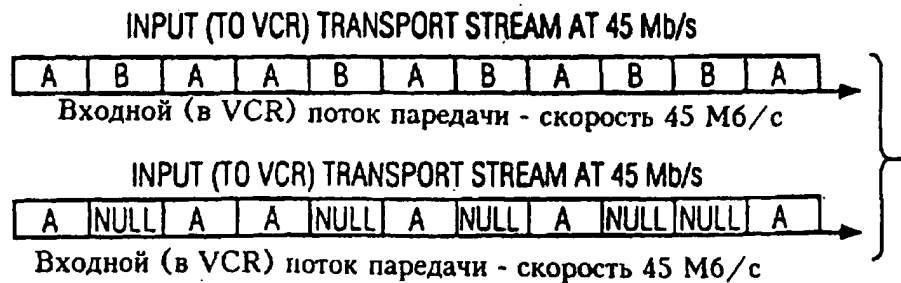 INPUT (TO VCR) TRANSPORT STREAM AT 45 Mb/s
A B A A B A B A B B A
Входной (в VCR) поток паредачи - скорость 45 Мб/с
INPUT (TO VCR) TRANSPORT STREAM AT 45 Mb/s
A NULL A A NULL A NULL A NULL NULL A
Входной (в VCR) поток паредачи - скорость 45 Мб/с